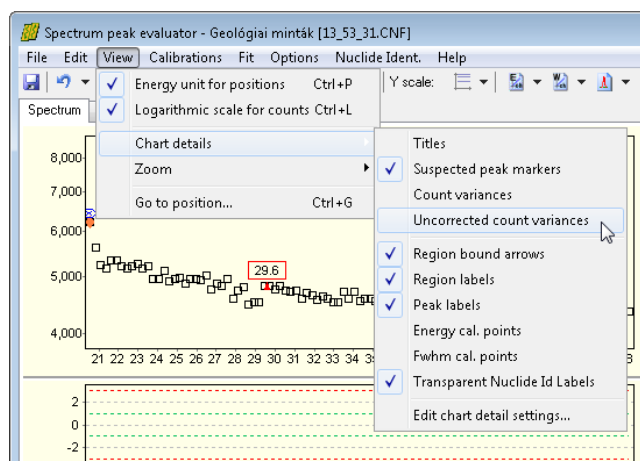 Spectrum peak evaluator - Geológiai minták [13_53_31.CNF]
File Edit View Calibrations Fit Options Nuclide Ident. Help
Energy unit for positions Ctrl+P
Y scale:
Logarithmic scale for counts Ctrl+L
Spectrum
Chart details
Zoom
Go to position... Ctrl+G
Titles
Suspected peak markers
Count variances
Uncorrected count variances
Region bound arrows
Region labels
Peak labels
Energy cal. points
Fwhm cal. points
Transparent Nuclide Id Labels
Edit chart detail settings...
8,000
7,000
6,000
5,000
4,000
29.6
21 22 23 24 25 26 27 28 29 30 31 32 33 34
2
0
-2